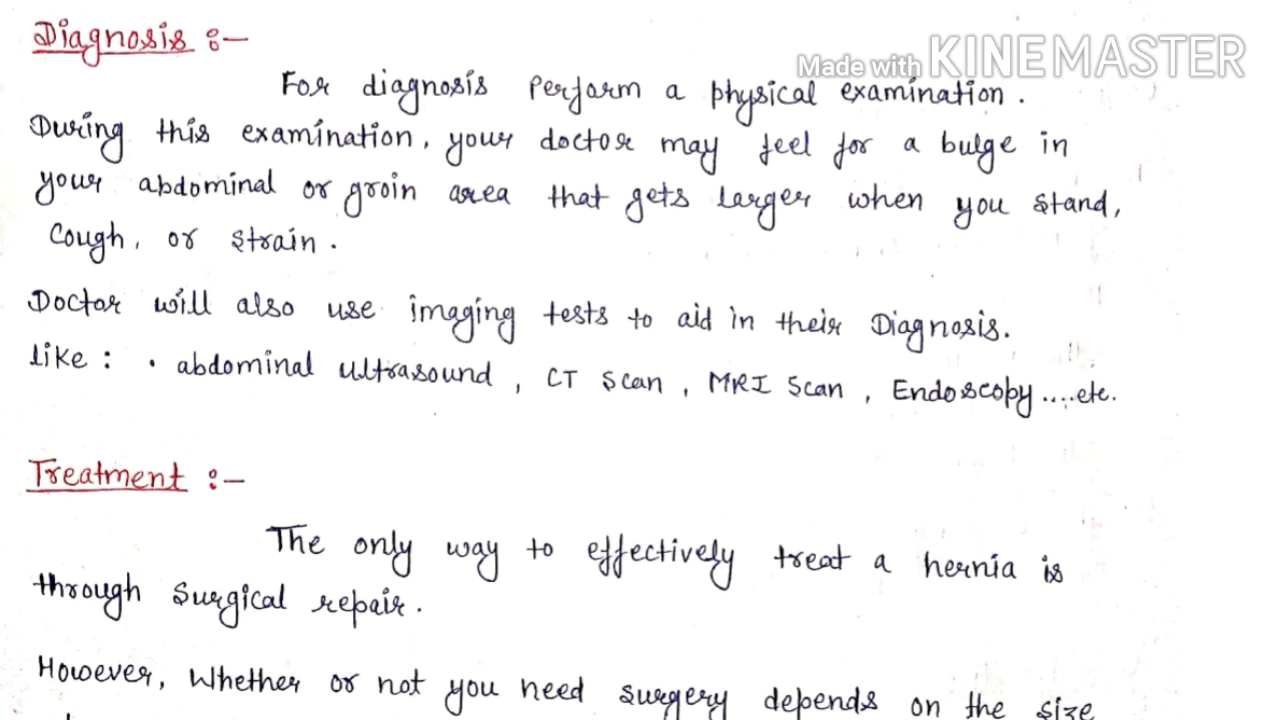 Diagnosis :-
Made with KINEMASTER
For diagnosis perform a physical examination.
During this examination, your doctor may feel for a bulge in
your abdominal or groin area that gets larger when you stand,
Cough, or strain.
Doctor will also use imaging tests to aid in their Diagnosis.
like : • abdominal ultrasound, CT Scan, MRI Scan, Endoscopy....etc.
Treatment :-
The only way to effectively treat a hernia is
through Surgical repair.
However, Whether or not you need surgery depends on the size